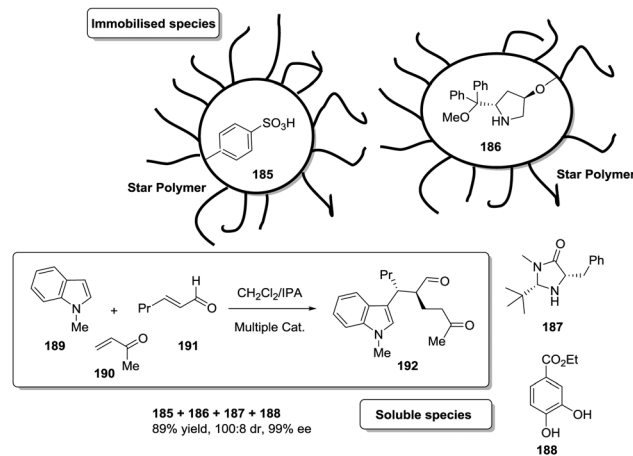 Immobilised species
SO3H
185
Star Polymer
Ph
Ph
O
MeO
HN
186
Star Polymer
N
Me
189
+
O
Me
190
H
Pr
O
191
CH2Cl2/IPA
Multiple Cat.
Pr
O
N
Me
O
Me
192
O
Me
N
Ph
N
H
187
CO2Et
OH
OH
188
185 + 186 + 187 + 188
89% yield, 100:8 dr, 99% ee
Soluble species